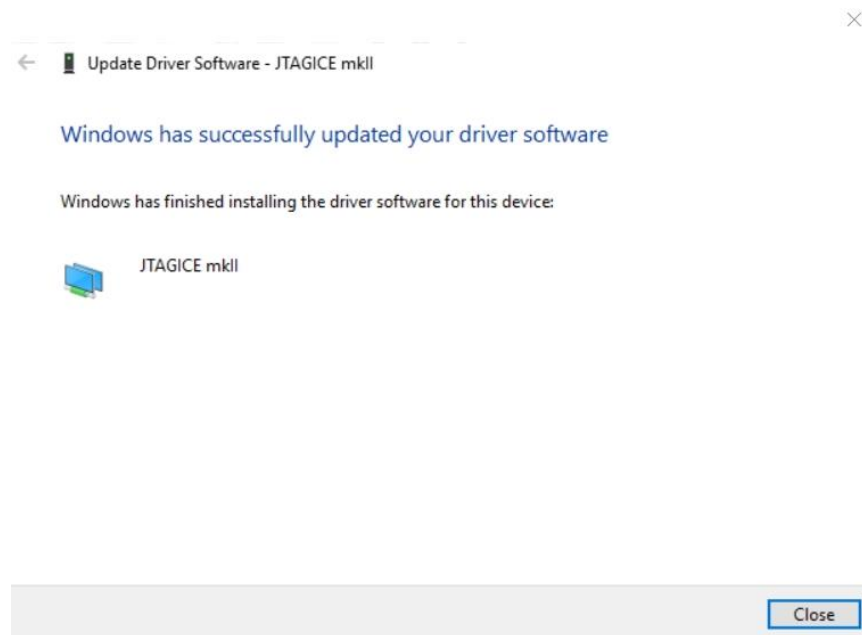 Update Driver Software - JTAGICE mkII
Windows has successfully updated your driver software
Windows has finished installing the driver software for this device:
JTAGICE mkII
Close